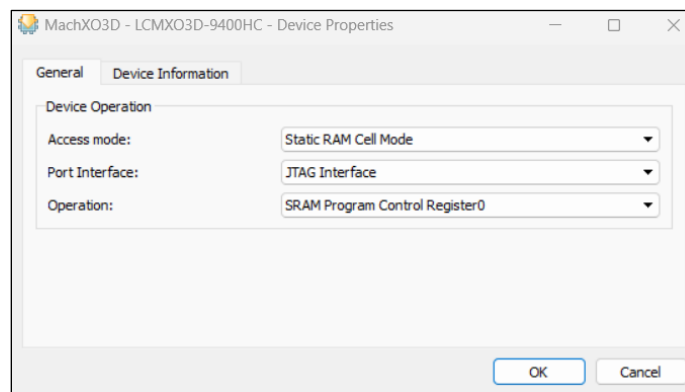 MachXO3D - LCMXO3D-9400HC - Device Properties
General Device Information
Device Operation
Access mode: Static RAM Cell Mode
Port Interface: JTAG Interface
Operation: SRAM Program Control Register0
OK Cancel